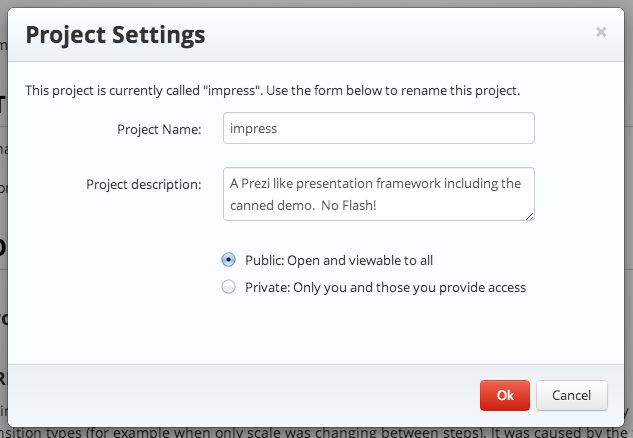 Project Settings
×
This project is currently called "impress". Use the form below to rename this project.
Project Name:
impress
Project description:
A Prezi like presentation framework including the
canned demo.  No Flash!
Public: Open and viewable to all
Private: Only you and those you provide access
Ok
Cancel
sition types (for example when only scale was changing between steps). It was caused by the